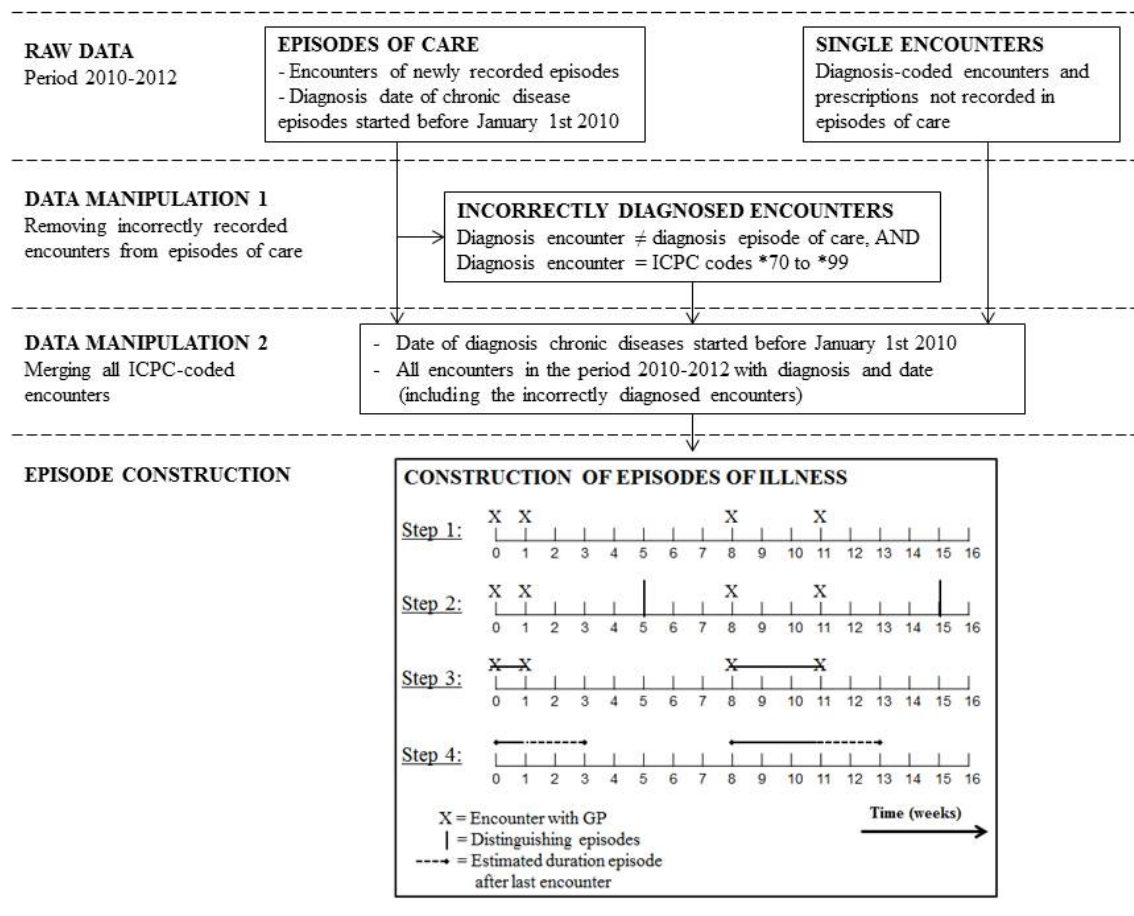 RAW DATA
Period 2010-2012
EPISODES OF CARE
- Encounters of newly recorded episodes
- Diagnosis date of chronic disease
episodes started before January 1st 2010
SINGLE ENCOUNTERS
Diagnosis-coded encounters and
prescriptions not recorded in
episodes of care
DATA MANIPULATION 1
Removing incorrectly recorded
encounters from episodes of care
INCORRECTLY DIAGNOSED ENCOUNTERS
Diagnosis encounter ≠ diagnosis episode of care, AND
Diagnosis encounter = ICPC codes *70 to *99
DATA MANIPULATION 2
Merging all ICPC-coded
encounters
- Date of diagnosis chronic diseases started before January 1st 2010
- All encounters in the period 2010-2012 with diagnosis and date
(including the incorrectly diagnosed encounters)
EPISODE CONSTRUCTION
CONSTRUCTION OF EPISODES OF ILLNESS
X X X X
Step 1:
0 1 2 3 4 5 6 7 8 9 10 11 12 13 14 15 16
X X X X
Step 2:
0 1 2 3 4 5 6 7 8 9 10 11 12 13 14 15 16
X X X X
Step 3:
0 1 2 3 4 5 6 7 8 9 10 11 12 13 14 15 16
Step 4:
0 1 2 3 4 5 6 7 8 9 10 11 12 13 14 15 16
X = Encounter with GP
| = Distinguishing episodes
= Estimated duration episode
after last encounter
Time (weeks)